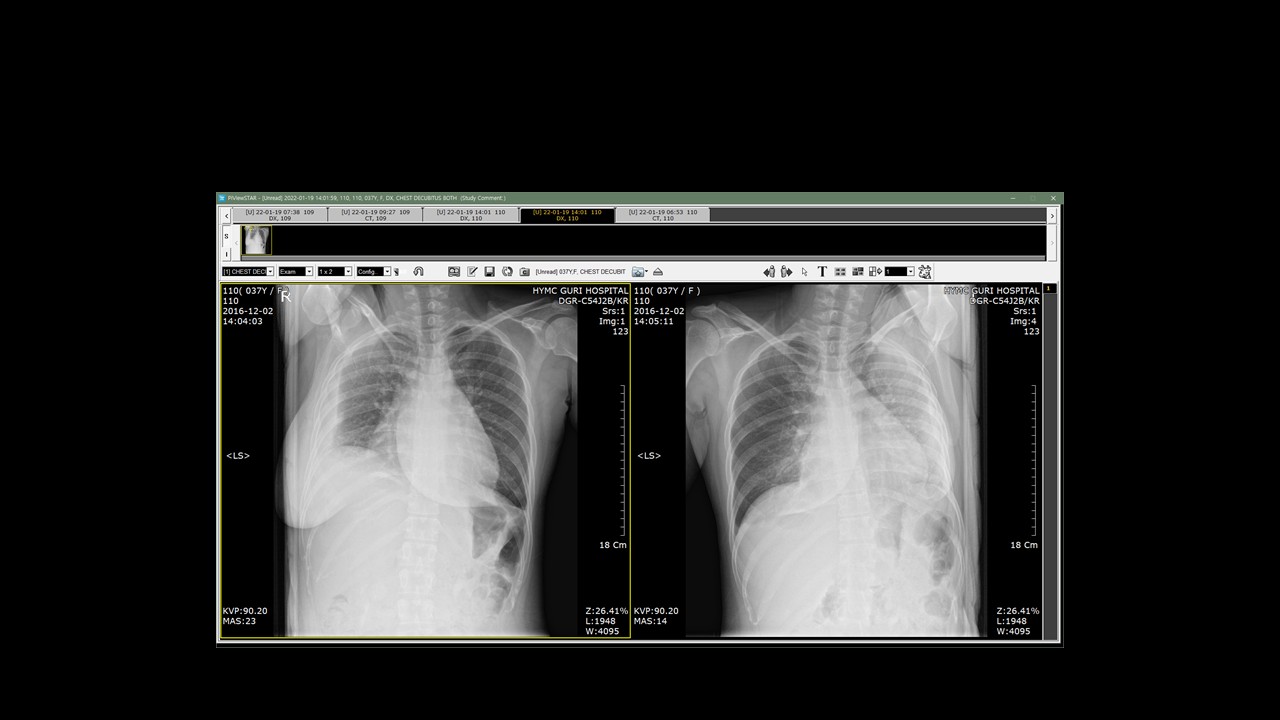 PiViewSTAR - [Unread] 2022-01-19 14:01:59, 110, 110, 037Y, F, DX, CHEST DECUBITUS BOTH (Study Comment: )
[U] 22-01-19 07:38 109
DX, 109
[U] 22-01-19 09:27 109
CT, 109
[U] 22-01-19 14:01 110
DX, 110
[U] 22-01-19 14:01 110
DX, 110
[U] 22-01-19 06:53 110
CT, 110
S
I
[1] CHEST DECI
Exam
1 x 2
Config.
[Unread] 037Y,F, CHEST DECUBIT
T
1
110( 037Y / F )
110
2016-12-02
14:04:03
R
HYMC GURI HOSPITAL
DGR-C54J2B/KR
Srs:1
Img:1
123
<LS>
18 Cm
KVP:90.20
MAS:23
Z:26.41%
L:1948
W:4095
110( 037Y / F )
110
2016-12-02
14:05:11
HYMC GURI HOSPITAL
DGR-C54J2B/KR
Srs:1
Img:4
123
<LS>
18 Cm
KVP:90.20
MAS:14
Z:26.41%
L:1948
W:4095
1